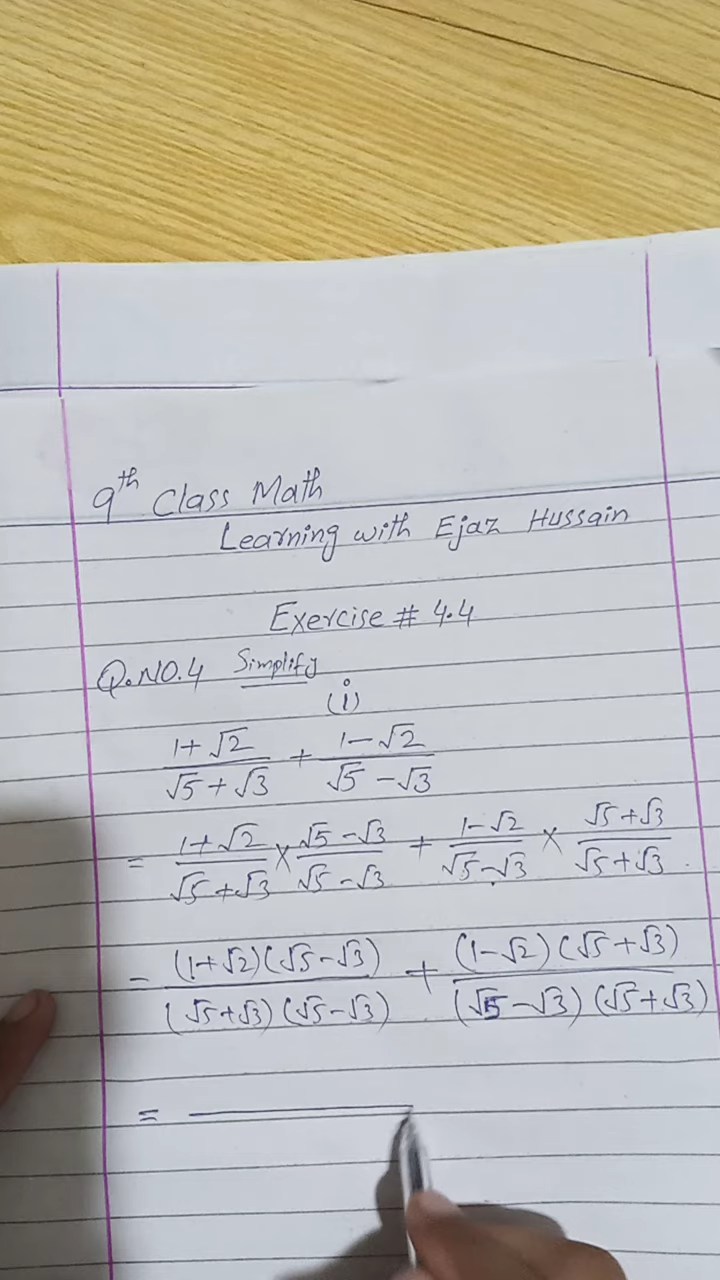 9th Class Math
Learning with Ejaz Hussain
Exercise # 4.4
Q.NO.4 Simplify
(i)
1+√2 / √5+√3 + 1-√2 / √5-√3
= 1+√2 / √5+√3 × √5-√3 / √5-√3 + 1-√2 / √5-√3 × √5+√3 / √5+√3
= (1+√2)(√5-√3) / (√5+√3)(√5-√3) + (1-√2)(√5+√3) / (√5-√3)(√5+√3)
=